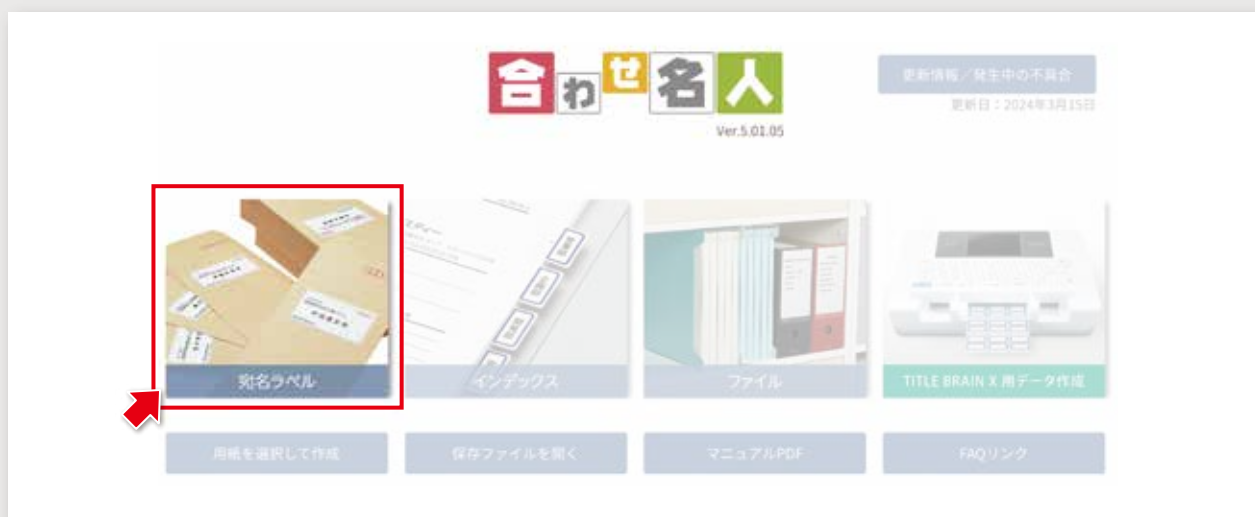 合わせ名人
Ver.5.01.05
更新情報／発生中の不具合
更新日：2024年3月15日
宛名ラベル
インデックス
ファイル
TITLE BRAIN X 用データ作成
用紙を選択して作成
保存ファイルを開く
マニュアルPDF
FAQリンク